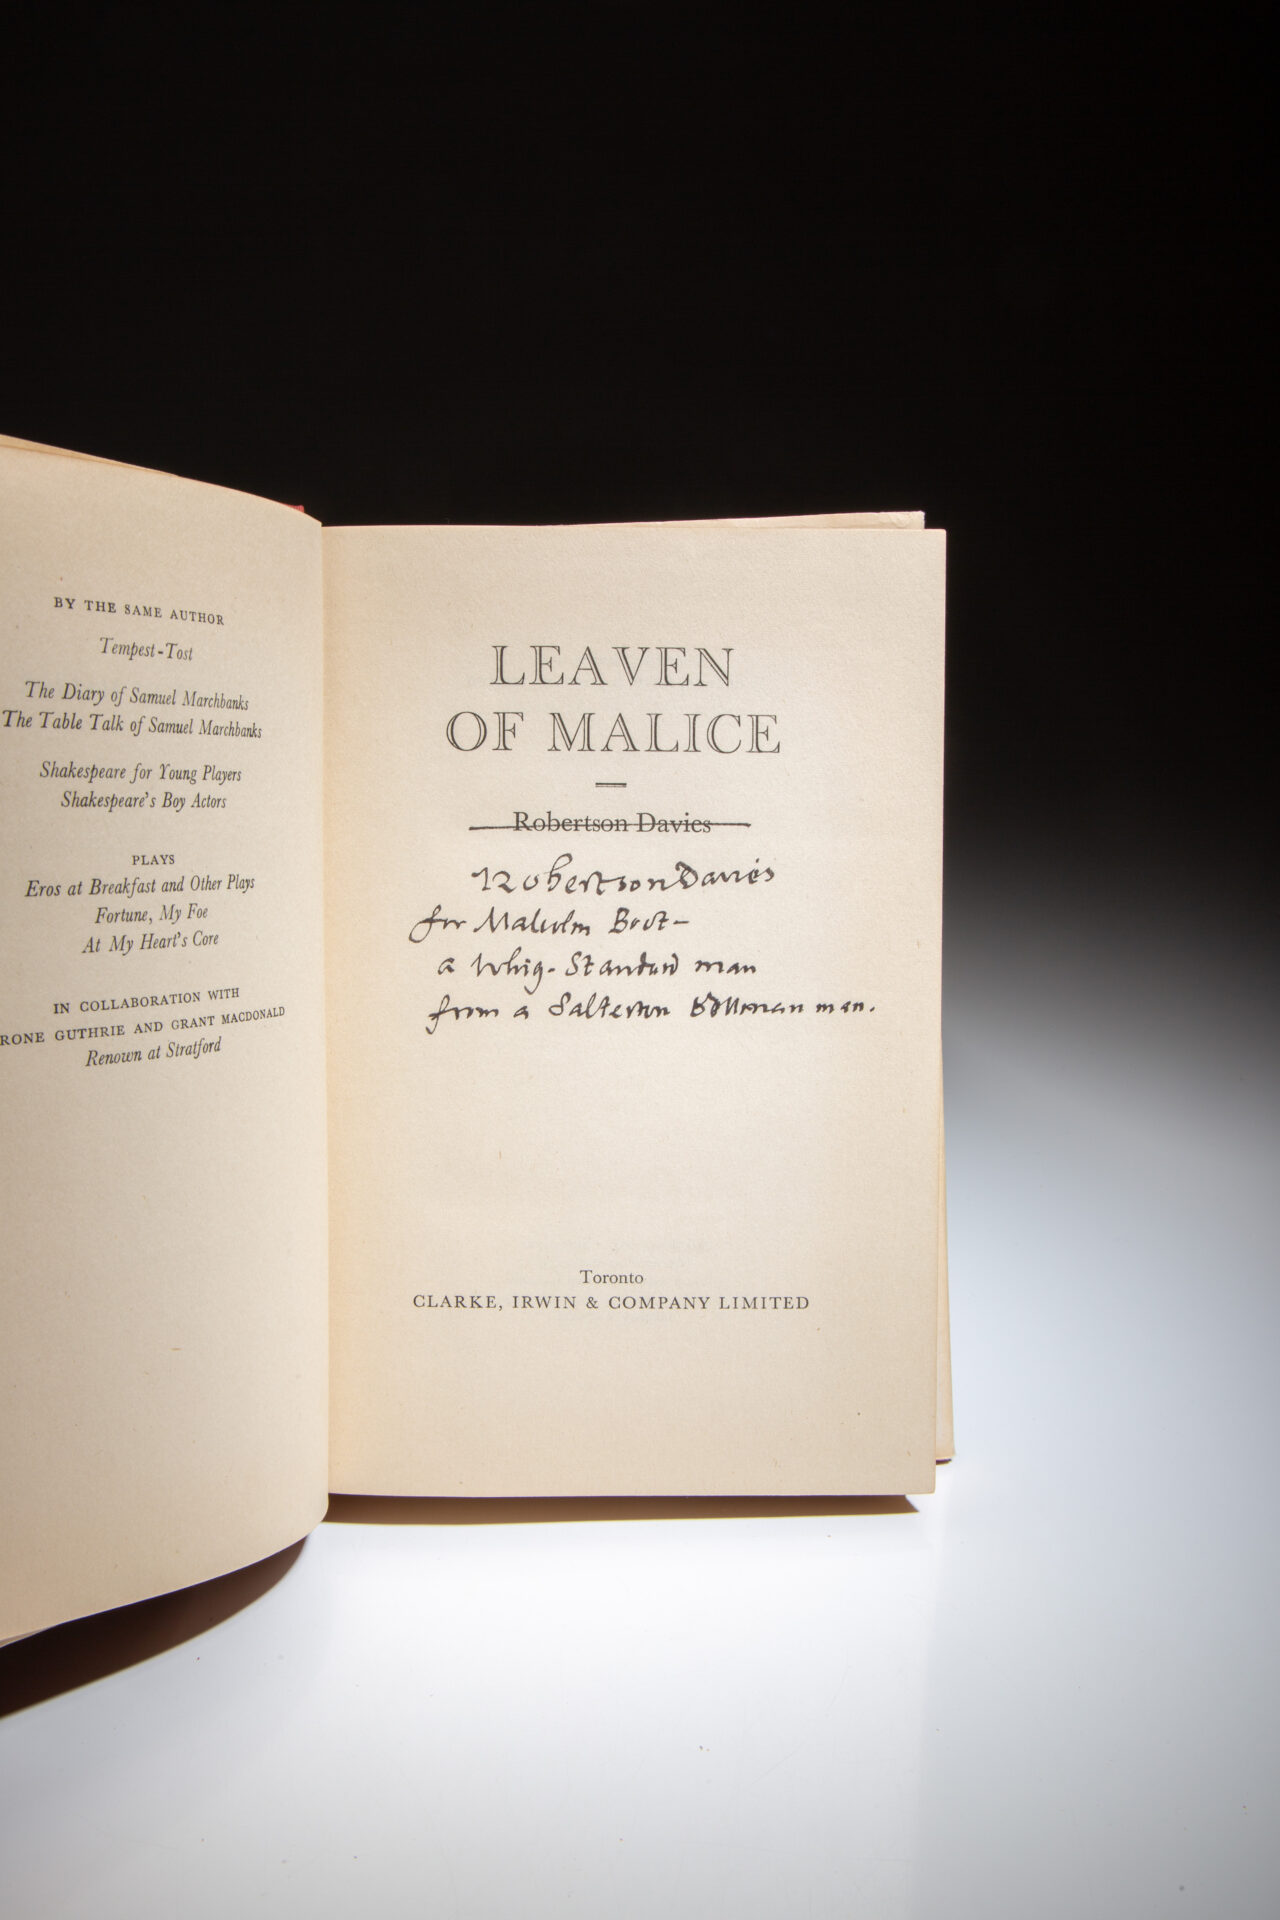 BY THE SAME AUTHOR
Tempest-Tost
The Diary of Samuel Marchbanks
The Table Talk of Samuel Marchbanks
Shakespeare for Young Players
Shakespeare's Boy Actors
PLAYS
Eros at Breakfast and Other Plays
Fortune, My Foe
At My Heart's Core
IN COLLABORATION WITH
RONE GUTHRIE AND GRANT MACDONALD
Renown at Stratford
LEAVEN
OF MALICE
Robertson Davies
Robertson Davies
for Malcolm Boot-
a Whig-Standard man
from a Salterton Bellman man.
Toronto
CLARKE, IRWIN & COMPANY LIMITED